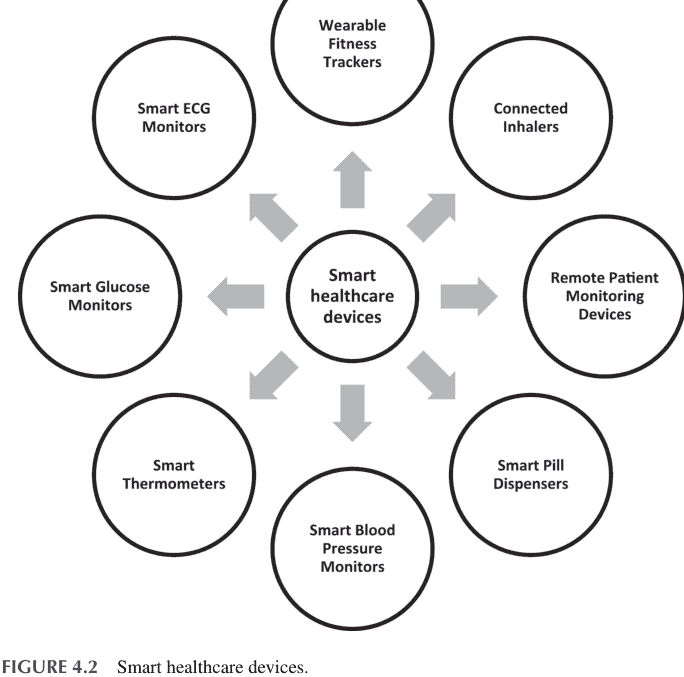 Wearable
Fitness
Trackers
Smart ECG
Monitors
Connected
Inhalers
Smart Glucose
Monitors
Smart
healthcare
devices
Remote Patient
Monitoring
Devices
Smart
Thermometers
Smart Pill
Dispensers
Smart Blood
Pressure
Monitors
FIGURE 4.2 Smart healthcare devices.